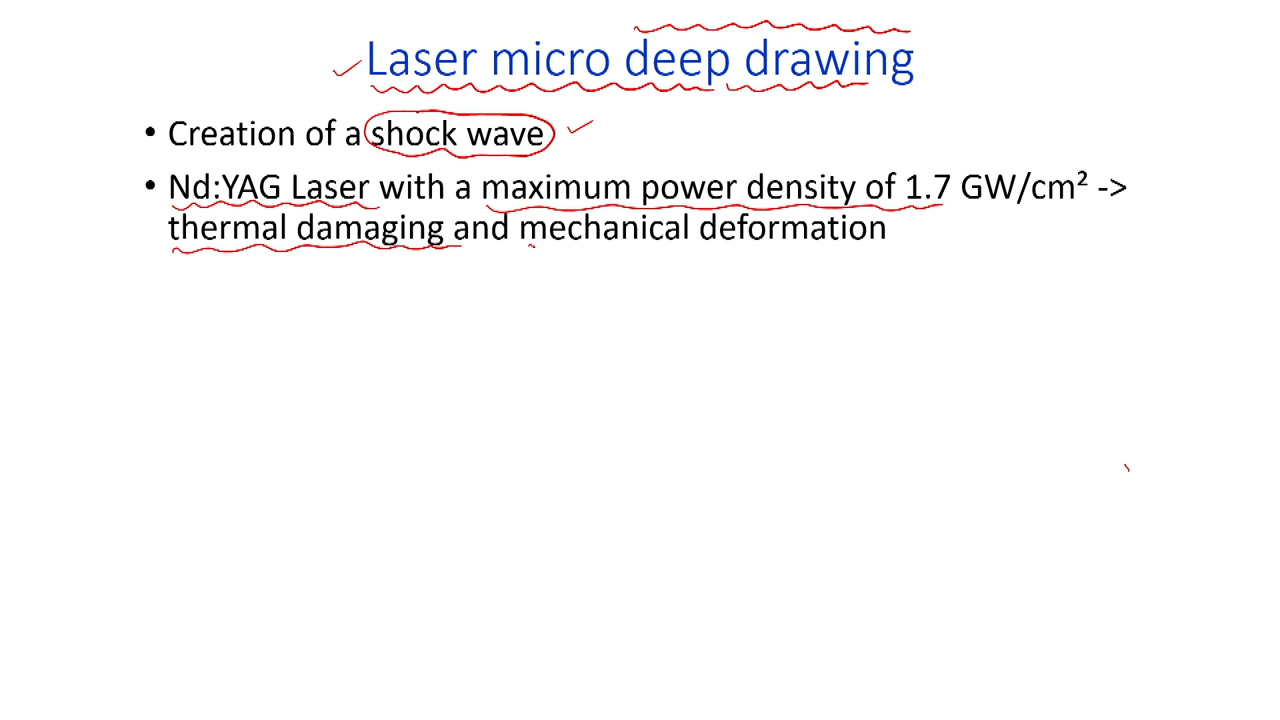 Laser micro deep drawing
• Creation of a shock wave
• Nd:YAG Laser with a maximum power density of 1.7 GW/cm² ->
thermal damaging and mechanical deformation